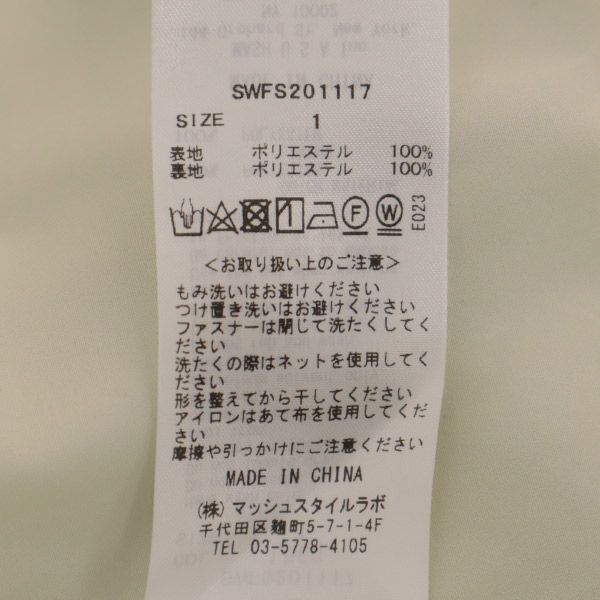 SWFS201117
SIZE 1
表地 ポリエステル 100%
裏地 ポリエステル 100%
F W
E023
<お取り扱い上のご注意>
もみ洗いはお避けください
つけ置き洗いはお避けください
ファスナーは閉じて洗たくしてく
ださい
洗たくの際はネットを使用してく
ださい
形を整えてから干してください
アイロンはあて布を使用してくだ
さい
摩擦や引っかけにご注意ください
MADE IN CHINA
(株)マッシュスタイルラボ
千代田区麹町5-7-1-4F
TEL 03-5778-4105